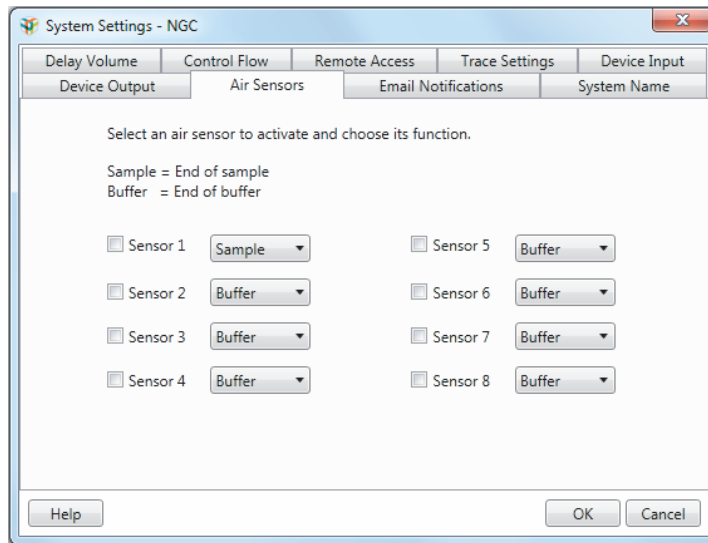 System Settings - NGC
Delay Volume Control Flow Remote Access Trace Settings Device Input
Device Output Air Sensors Email Notifications System Name
Select an air sensor to activate and choose its function.
Sample = End of sample
Buffer = End of buffer
Sensor 1 Sample Sensor 5 Buffer
Sensor 2 Buffer Sensor 6 Buffer
Sensor 3 Buffer Sensor 7 Buffer
Sensor 4 Buffer Sensor 8 Buffer
Help OK Cancel